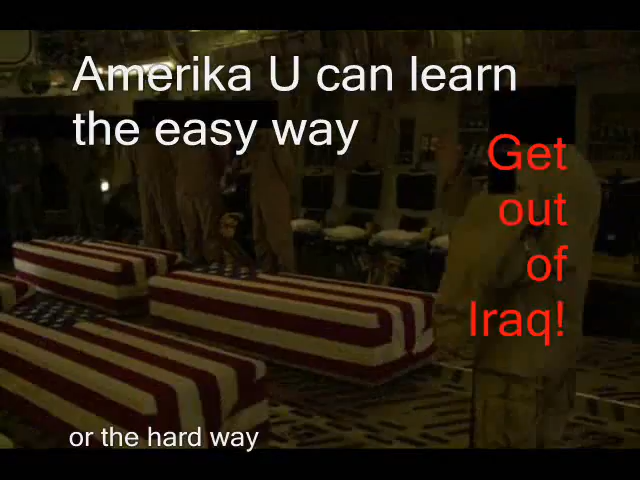 Amerika U can learn
the easy way
Get
out
of
Iraq!
or the hard way